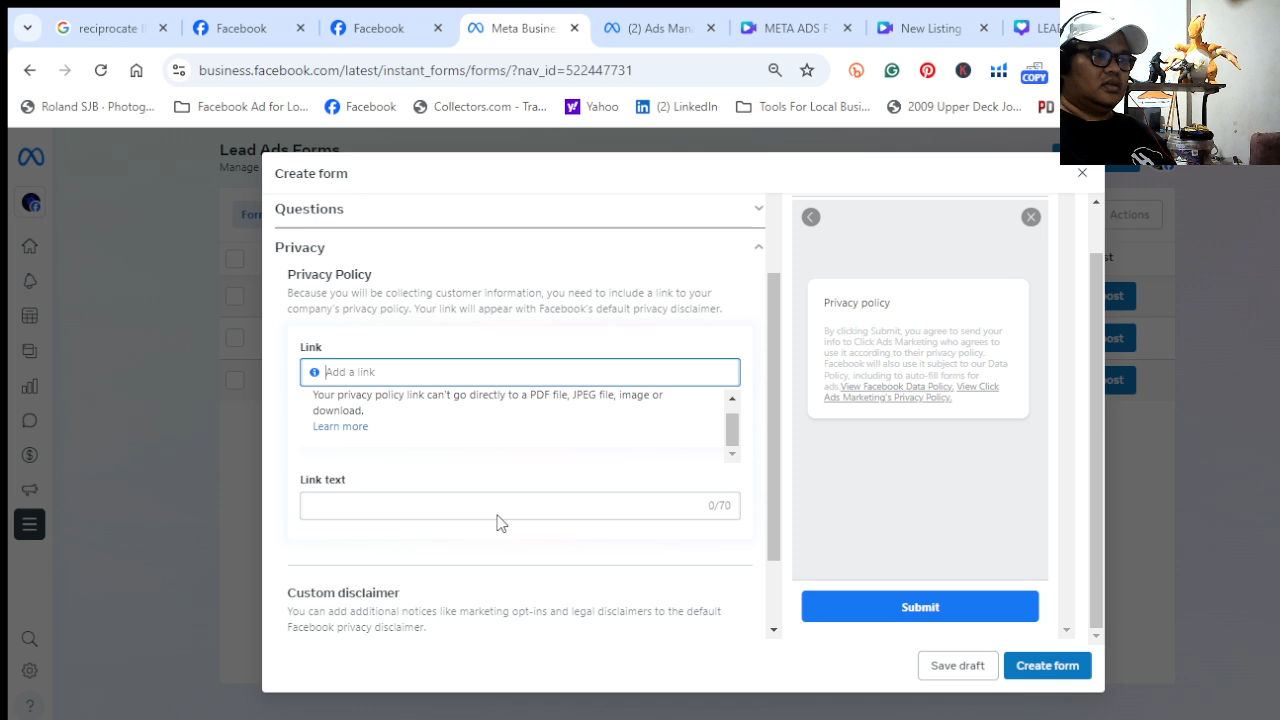 reciprocate
Facebook
Facebook
Meta Busine
(2) Ads Man
META ADS
New Listing
LEA
business.facebook.com/latest/instant_forms/forms/?nav_id=522447731
COPY
Roland SJB - Photog...
Facebook Ad for Lo...
Facebook
Collectors.com - Tra...
Yahoo
(2) LinkedIn
Tools For Local Busi...
2009 Upper Deck Jo...
PD
Lead Ads Forms
Manage
Form
Actions
Create form
Questions
Privacy
Privacy Policy
Because you will be collecting customer information, you need to include a link to your
company's privacy policy. Your link will appear with Facebook's default privacy disclaimer.
Link
Add a link
Your privacy policy link can't go directly to a PDF file, JPEG file, image or
download.
Learn more
Link text
0/70
Custom disclaimer
You can add additional notices like marketing opt-ins and legal disclaimers to the default
Facebook privacy disclaimer.
Privacy policy
By clicking Submit, you agree to send your
info to Click Ads Marketing who agrees to
use it according to their privacy policy.
Facebook will also use it subject to our Data
Policy, including to auto-fill forms for
ads.View Facebook Data Policy. View Click
Ads Marketing's Privacy Policy.
Submit
st
ost
ost
ost
Save draft
Create form